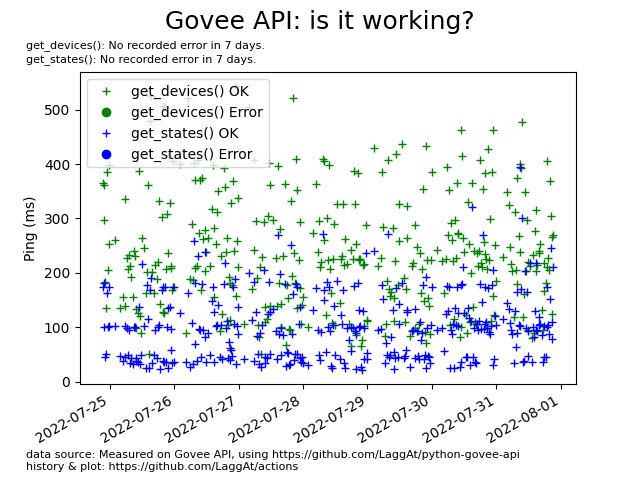 Govee API: is it working?
get_devices(): No recorded error in 7 days.
get_states(): No recorded error in 7 days.
get_devices() OK
get_devices() Error
get_states() OK
get_states() Error
Ping (ms)
500
400
300
200
100
0
2022-07-25
2022-07-26
2022-07-27
2022-07-28
2022-07-29
2022-07-30
2022-07-31
2022-08-01
data source: Measured on Govee API, using https://github.com/LaggAt/python-govee-api
history & plot: https://github.com/LaggAt/actions